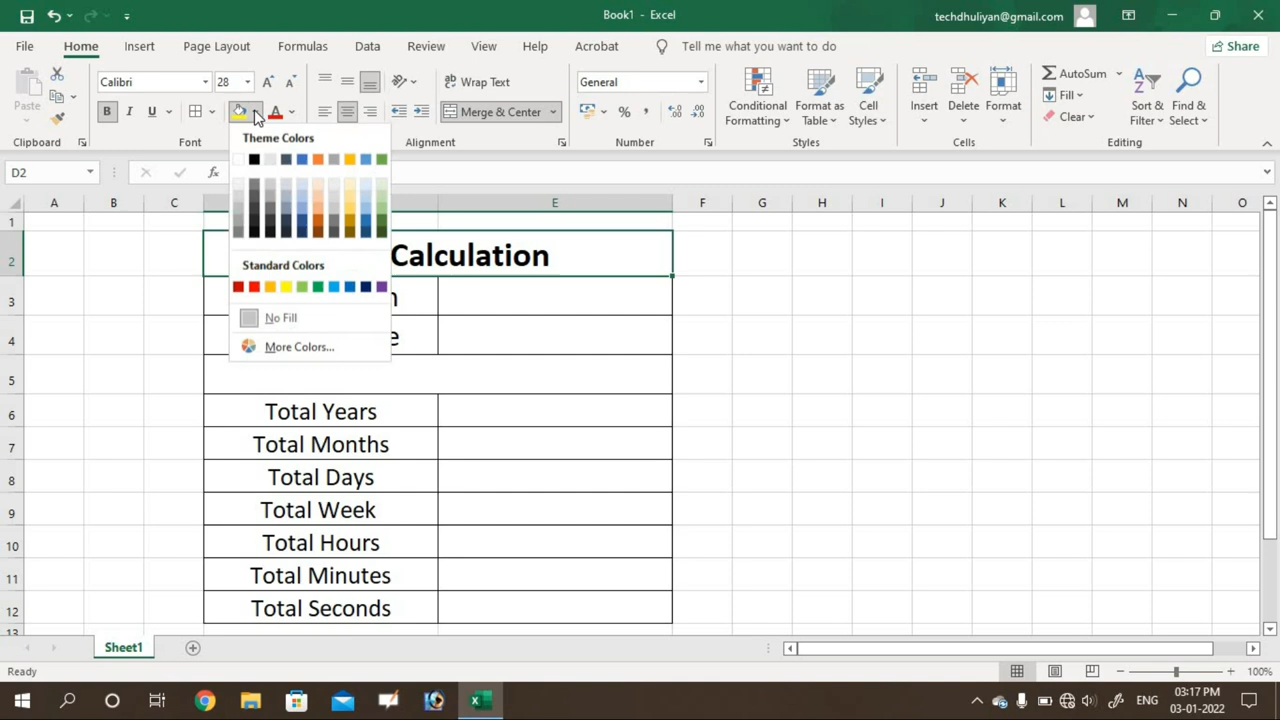 Book1 - Excel
techdhuliyan@gmail.com
File Home Insert Page Layout Formulas Data Review View Help Acrobat Tell me what you want to do Share
Paste
Calibri 28
B I U A
Wrap Text
Merge & Center
General
%
Conditional Formatting
Format as Table
Cell Styles
Insert
Delete
Format
AutoSum
Fill
Clear
Sort & Filter
Find & Select
Clipboard Font Alignment Number Styles Cells Editing
D2 fx
Theme Colors
Standard Colors
No Fill
More Colors...
A B C E F G H I J K L M N O
1
2 Calculation
3 n
4 e
5
6 Total Years
7 Total Months
8 Total Days
9 Total Week
10 Total Hours
11 Total Minutes
12 Total Seconds
13
Sheet1
Ready 100%
ENG 03:17 PM
03-01-2022